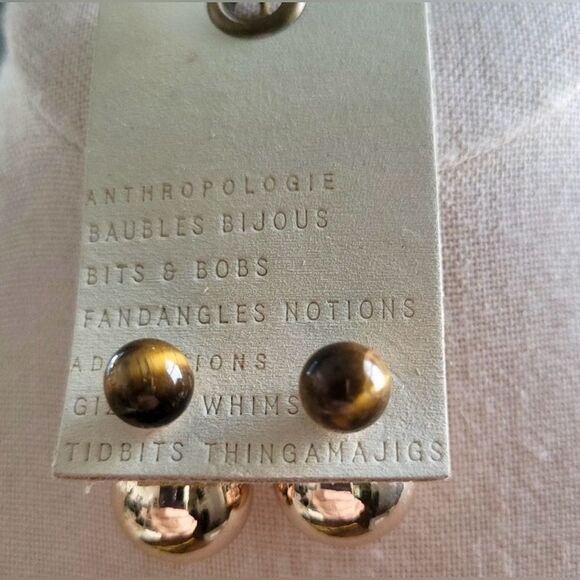 ANTHROPOLOGIE
BAUBLES BIJOUS
BITS & BOBS
FANDANGLES NOTIONS
WHIMS
TIDBITS THINGAMAJIGS